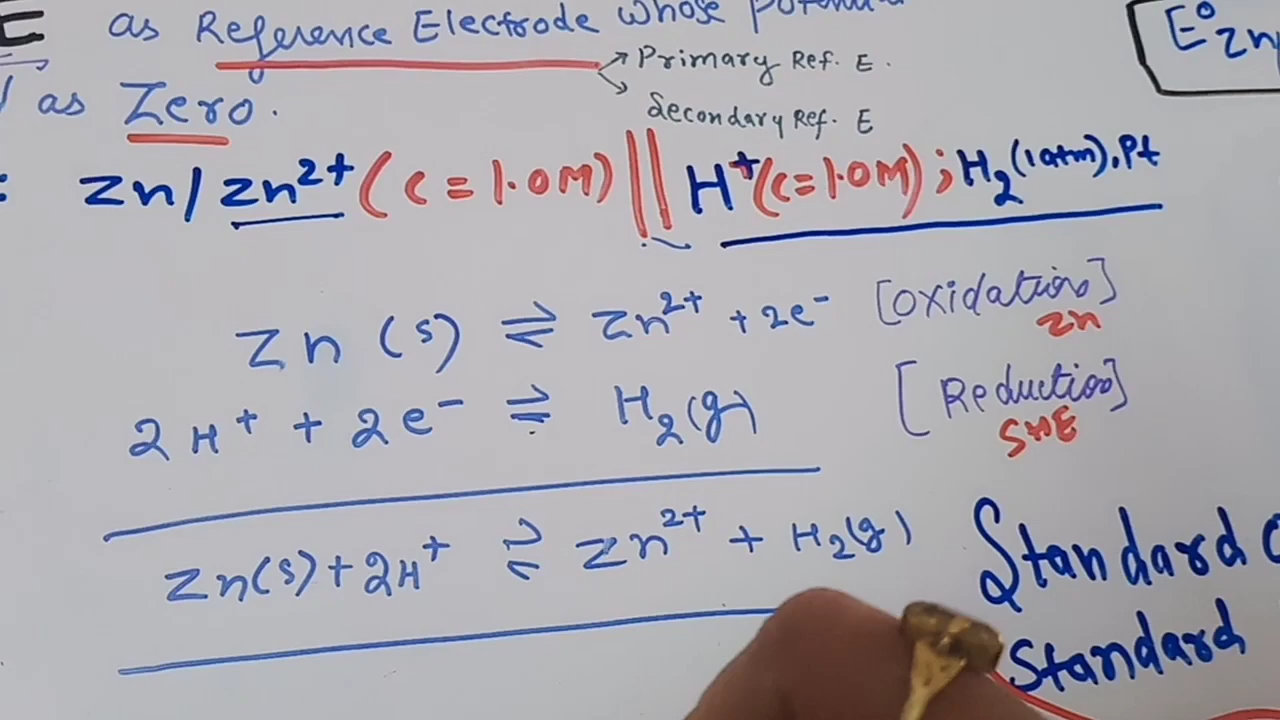 E as Reference Electrode whose
E°Zn
Primary Ref. E.
as Zero.
Secondary Ref. E
: Zn/Zn²⁺(C=1.0M) || H⁺(C=1.0M); H₂(1atm), Pt
Zn(s) ⇌ Zn²⁺ + 2e⁻ [Oxidation]
Zn
2H⁺ + 2e⁻ ⇌ H₂(g) [Reduction]
SHE
Zn(s) + 2H⁺ ⇌ Zn²⁺ + H₂(g)
Standard
Standard